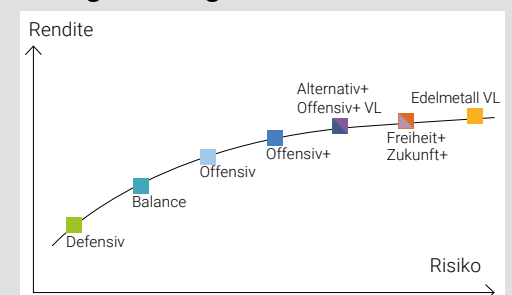 Rendite
Alternativ+
Offensiv+ VL
Edelmetall VL
Freiheit+
Zukunft+
Offensiv+
Offensiv
Balance
Defensiv
Risiko